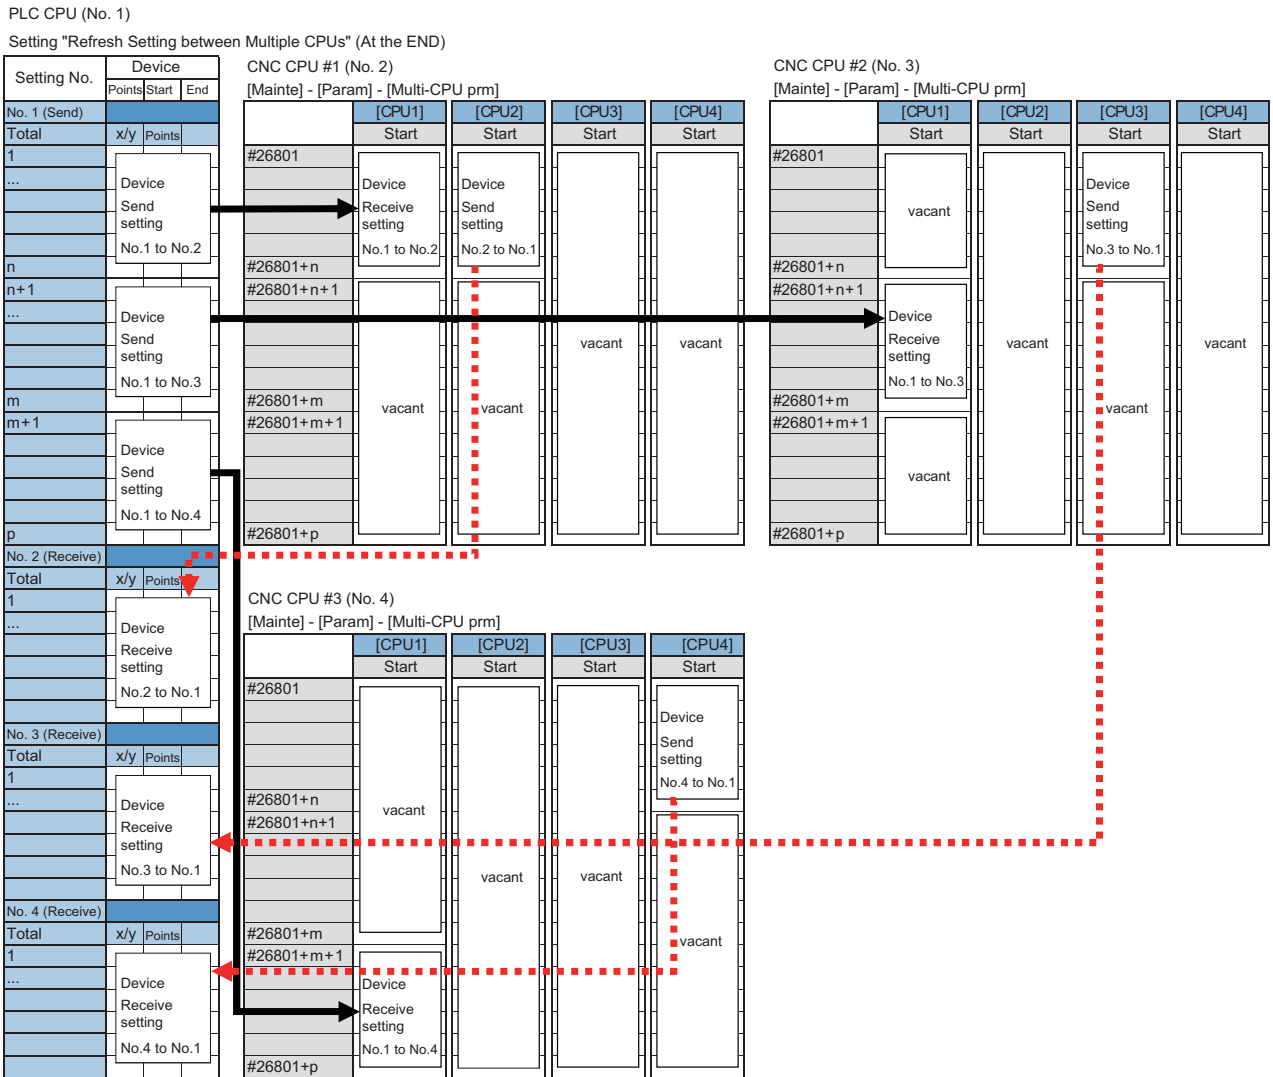 PLC CPU (No. 1)
Setting "Refresh Setting between Multiple CPUs" (At the END)
Setting No.
Device
Points
Start
End
No. 1 (Send)
Total
x/y
Points
1
...
Device
Send
setting
No.1 to No.2
n
n+1
...
Device
Send
setting
No.1 to No.3
m
m+1
Device
Send
setting
No.1 to No.4
p
No. 2 (Receive)
Total
x/y
Points
1
...
Device
Receive
setting
No.2 to No.1
No. 3 (Receive)
Total
x/y
Points
1
...
Device
Receive
setting
No.3 to No.1
No. 4 (Receive)
Total
x/y
Points
1
...
Device
Receive
setting
No.4 to No.1
CNC CPU #1 (No. 2)
[Mainte] - [Param] - [Multi-CPU prm]
[CPU1]
[CPU2]
[CPU3]
[CPU4]
Start
Start
Start
Start
#26801
#26801+n
#26801+n+1
#26801+m
#26801+m+1
#26801+p
Device
Receive
setting
No.1 to No.2
vacant
Device
Send
setting
No.2 to No.1
vacant
vacant
vacant
CNC CPU #2 (No. 3)
[Mainte] - [Param] - [Multi-CPU prm]
[CPU1]
[CPU2]
[CPU3]
[CPU4]
Start
Start
Start
Start
#26801
#26801+n
#26801+n+1
#26801+m
#26801+m+1
#26801+p
vacant
Device
Receive
setting
No.1 to No.3
vacant
vacant
Device
Send
setting
No.3 to No.1
vacant
vacant
CNC CPU #3 (No. 4)
[Mainte] - [Param] - [Multi-CPU prm]
[CPU1]
[CPU2]
[CPU3]
[CPU4]
Start
Start
Start
Start
#26801
#26801+n
#26801+n+1
#26801+m
#26801+m+1
#26801+p
vacant
Device
Receive
setting
No.1 to No.4
vacant
vacant
Device
Send
setting
No.4 to No.1
vacant